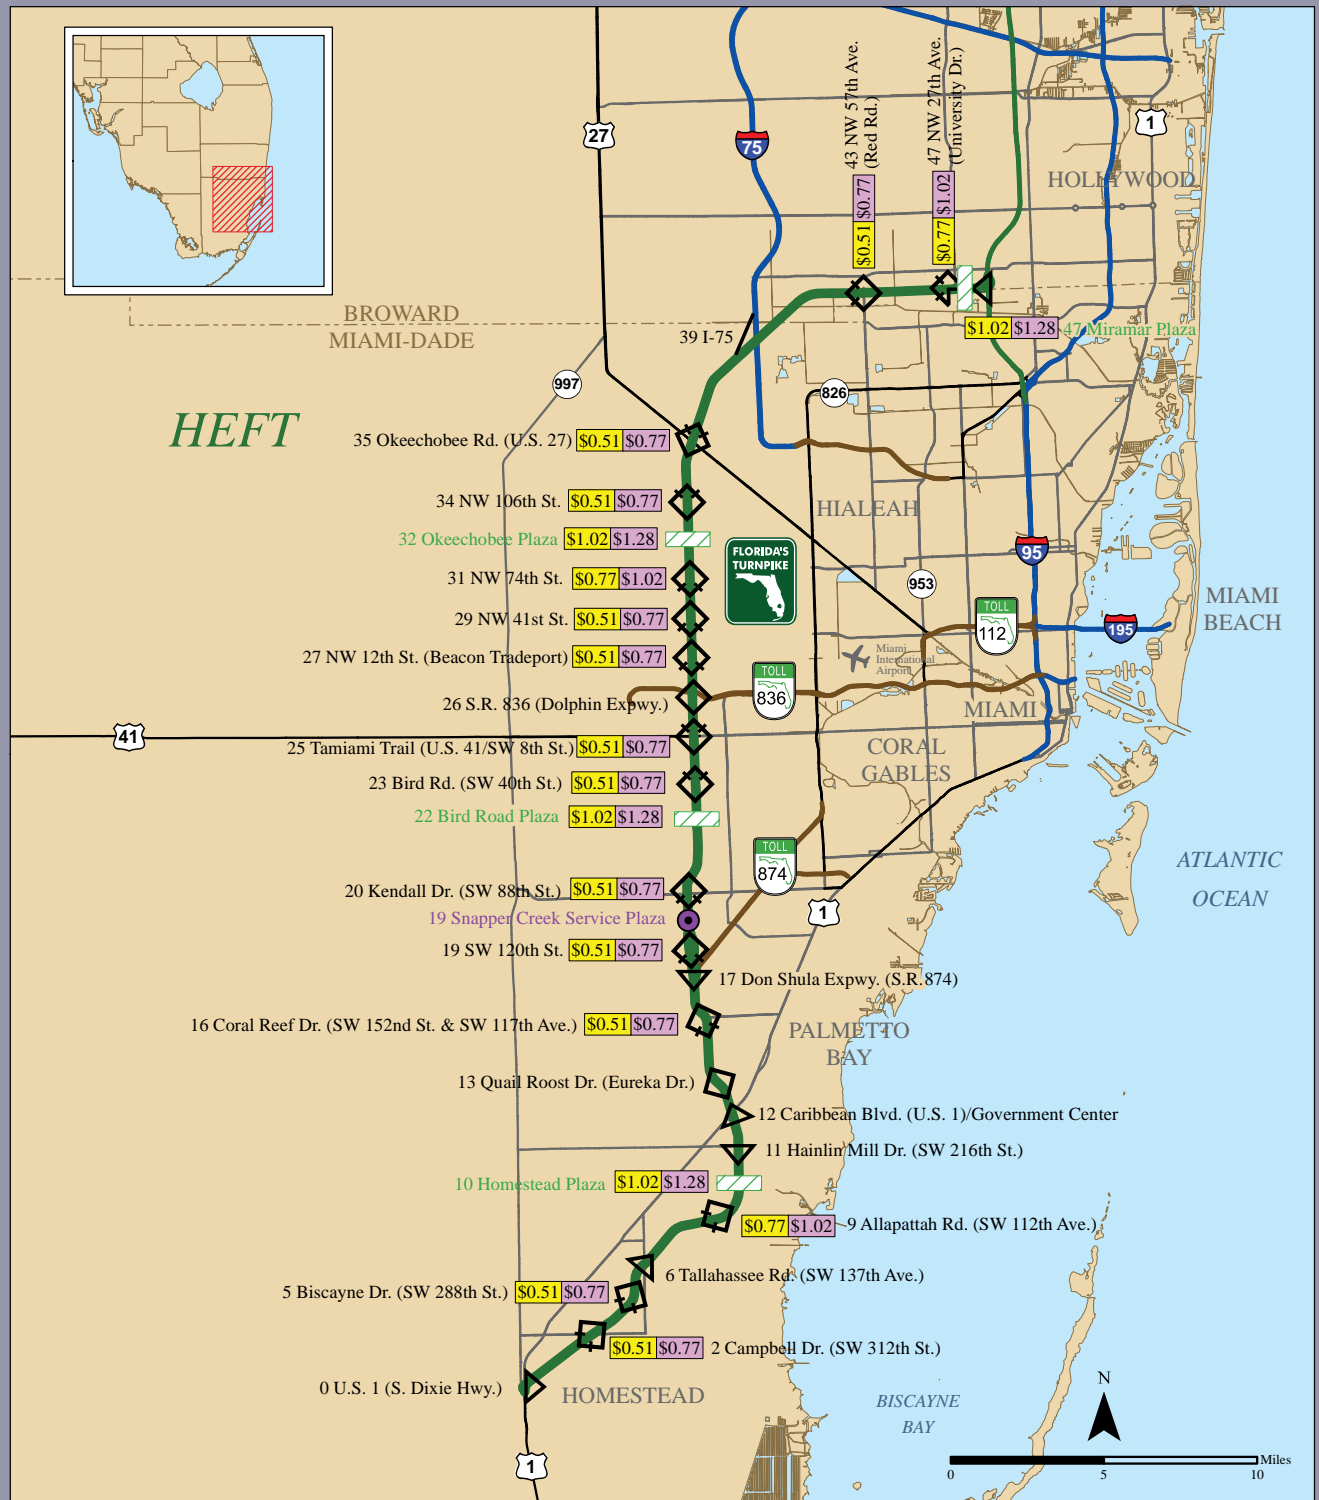 43 NW 57th Ave.
(Red Rd.)
$0.51 $0.77
47 NW 27th Ave.
(University Dr.)
$0.77 $1.02
27
75
1
HOLLYWOOD
BROWARD
MIAMI-DADE
39 I-75
$1.02 $1.28 47 Miramar Plaza
997
826
HEFT
35 Okeechobee Rd. (U.S. 27) $0.51 $0.77
34 NW 106th St. $0.51 $0.77
HIALEAH
32 Okeechobee Plaza $1.02 $1.28
FLORIDA'S
TURNPIKE
95
31 NW 74th St. $0.77 $1.02
953
MIAMI
BEACH
29 NW 41st St. $0.51 $0.77
TOLL
112
195
27 NW 12th St. (Beacon Tradeport) $0.51 $0.77
Miami
International
Airport
TOLL
836
26 S.R. 836 (Dolphin Expwy.)
MIAMI
41
25 Tamiami Trail (U.S. 41/SW 8th St.) $0.51 $0.77
CORAL
GABLES
23 Bird Rd. (SW 40th St.) $0.51 $0.77
22 Bird Road Plaza $1.02 $1.28
TOLL
874
ATLANTIC
OCEAN
20 Kendall Dr. (SW 88th St.) $0.51 $0.77
1
19 Snapper Creek Service Plaza
19 SW 120th St. $0.51 $0.77
17 Don Shula Expwy. (S.R.874)
16 Coral Reef Dr. (SW 152nd St. & SW 117th Ave.) $0.51 $0.77
PALMETTO
BAY
13 Quail Roost Dr. (Eureka Dr.)
12 Caribbean Blvd. (U.S. 1)/Government Center
11 Hainlin Mill Dr. (SW 216th St.)
10 Homestead Plaza $1.02 $1.28
$0.77 $1.02 9 Allapattah Rd. (SW 112th Ave.)
6 Tallahassee Rd. (SW 137th Ave.)
5 Biscayne Dr. (SW 288th St.) $0.51 $0.77
$0.51 $0.77 2 Campbell Dr. (SW 312th St.)
0 U.S. 1 (S. Dixie Hwy.)
HOMESTEAD
BISCAYNE
BAY
N
1
Miles
0 5 10